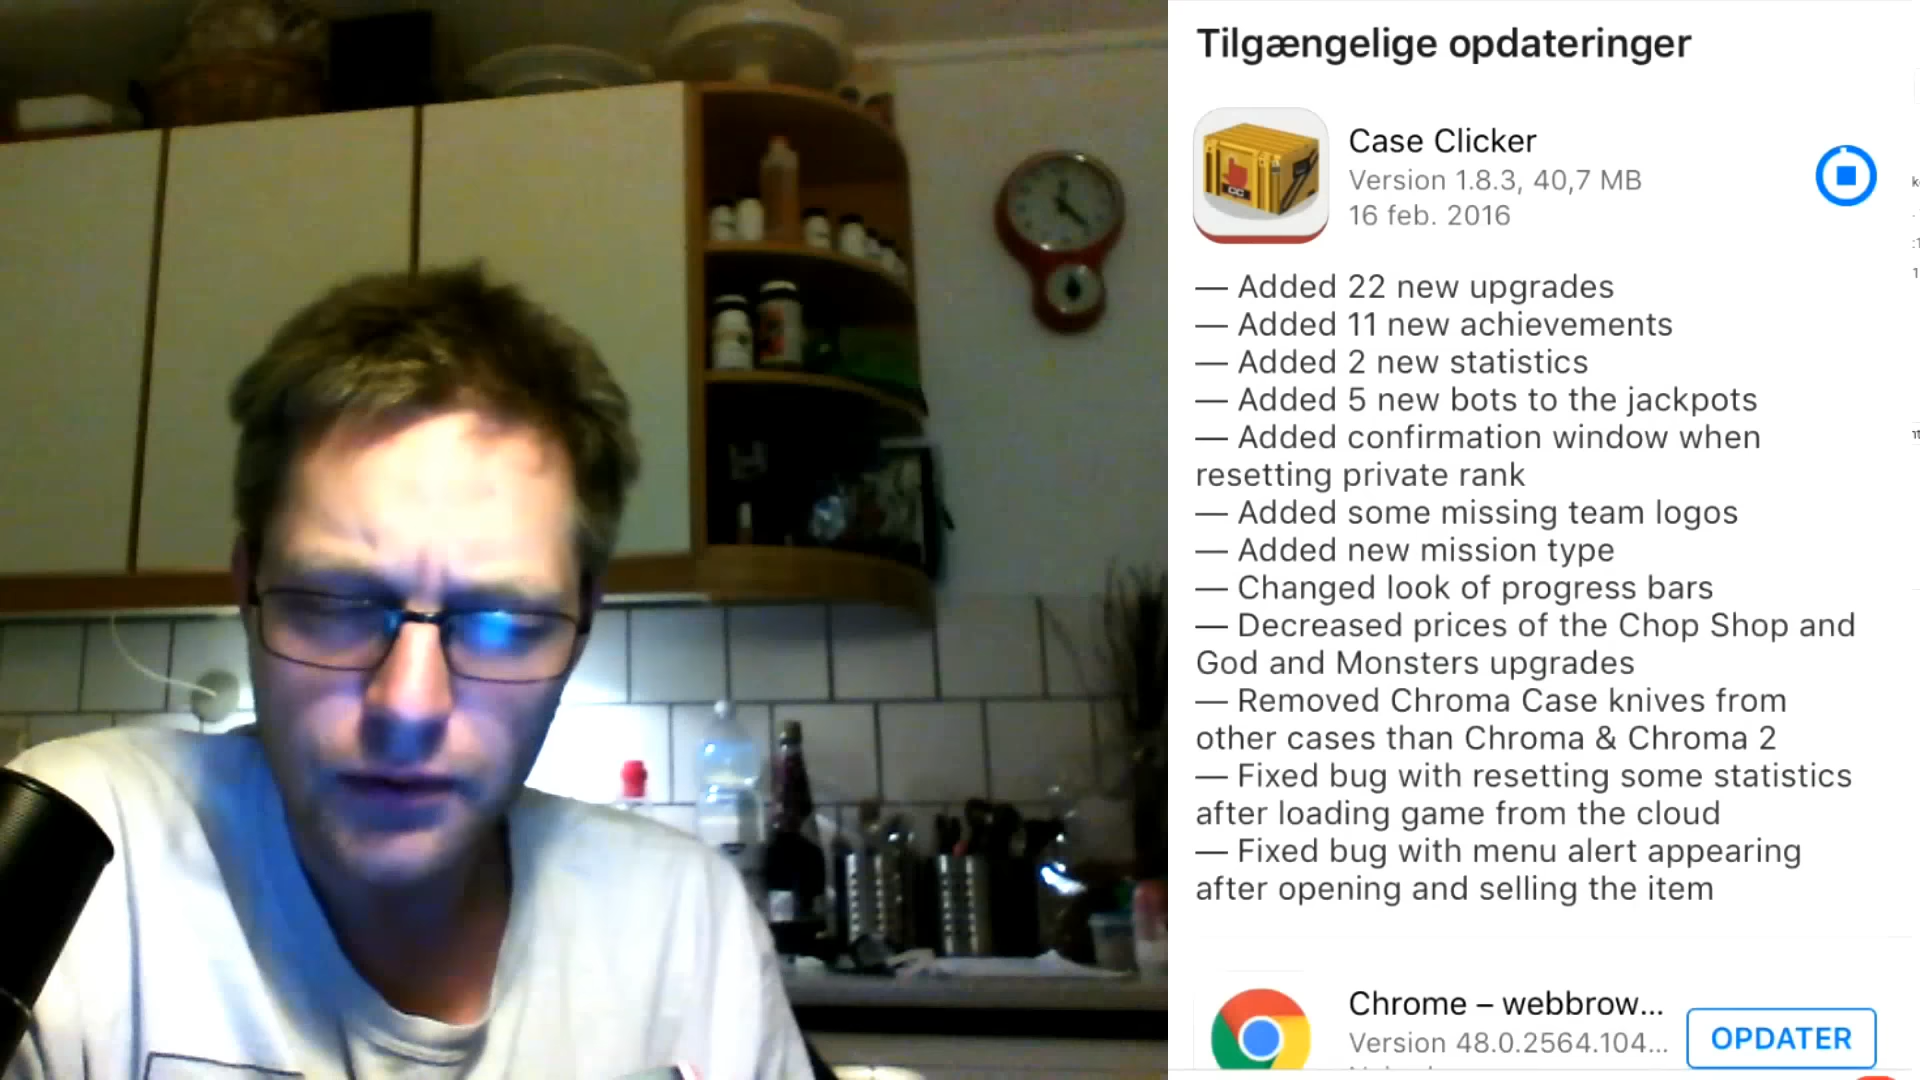 Tilgængelige opdateringer
Case Clicker
Version 1.8.3, 40,7 MB
16 feb. 2016
— Added 22 new upgrades
— Added 11 new achievements
— Added 2 new statistics
— Added 5 new bots to the jackpots
— Added confirmation window when
resetting private rank
— Added some missing team logos
— Added new mission type
— Changed look of progress bars
— Decreased prices of the Chop Shop and
God and Monsters upgrades
— Removed Chroma Case knives from
other cases than Chroma & Chroma 2
— Fixed bug with resetting some statistics
after loading game from the cloud
— Fixed bug with menu alert appearing
after opening and selling the item
Chrome – webbrow...
Version 48.0.2564.104...
OPDATER